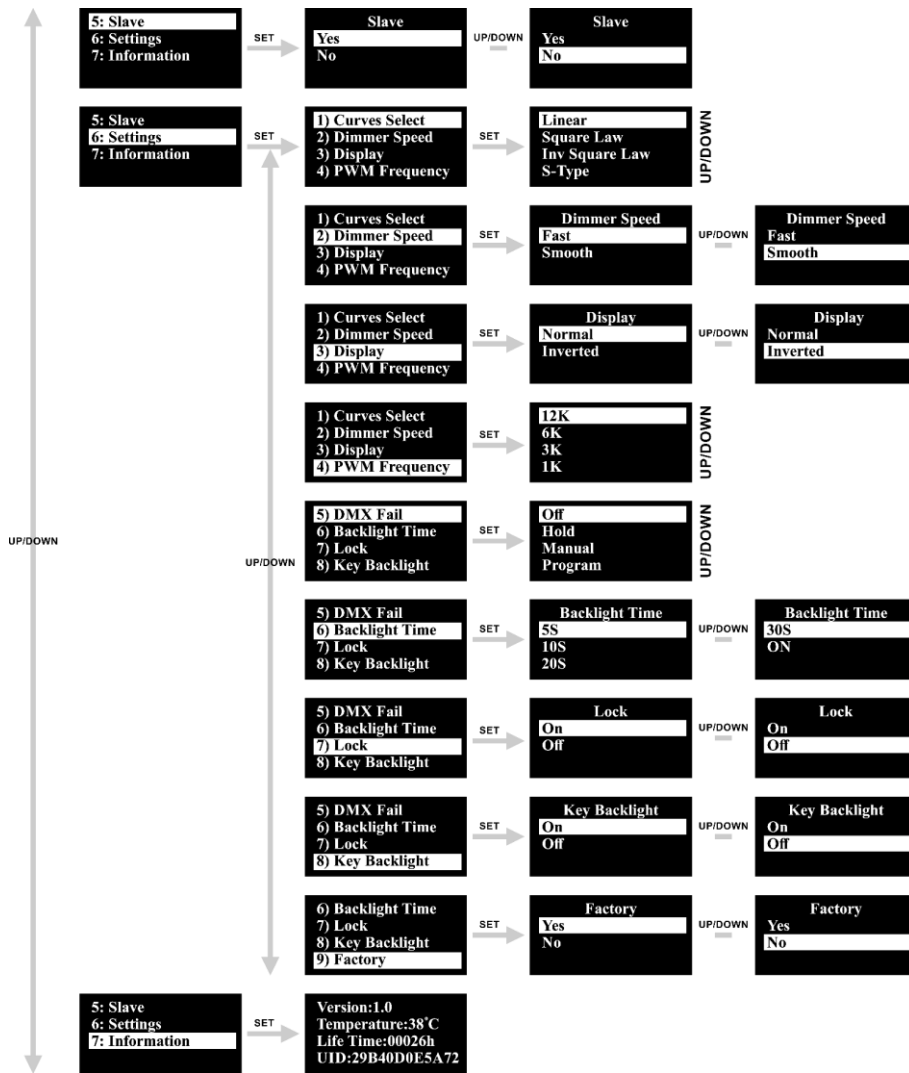 5: Slave
6: Settings
7: Information
SET
Slave
Yes
No
UP/DOWN
Slave
Yes
No
5: Slave
6: Settings
7: Information
SET
1) Curves Select
2) Dimmer Speed
3) Display
4) PWM Frequency
SET
Linear
Square Law
Inv Square Law
S-Type
UP/DOWN
1) Curves Select
2) Dimmer Speed
3) Display
4) PWM Frequency
SET
Dimmer Speed
Fast
Smooth
UP/DOWN
Dimmer Speed
Fast
Smooth
1) Curves Select
2) Dimmer Speed
3) Display
4) PWM Frequency
SET
Display
Normal
Inverted
UP/DOWN
Display
Normal
Inverted
1) Curves Select
2) Dimmer Speed
3) Display
4) PWM Frequency
SET
12K
6K
3K
1K
UP/DOWN
UP/DOWN
UP/DOWN
5) DMX Fail
6) Backlight Time
7) Lock
8) Key Backlight
SET
Off
Hold
Manual
Program
UP/DOWN
5) DMX Fail
6) Backlight Time
7) Lock
8) Key Backlight
SET
Backlight Time
5S
10S
20S
UP/DOWN
Backlight Time
30S
ON
5) DMX Fail
6) Backlight Time
7) Lock
8) Key Backlight
SET
Lock
On
Off
UP/DOWN
Lock
On
Off
5) DMX Fail
6) Backlight Time
7) Lock
8) Key Backlight
SET
Key Backlight
On
Off
UP/DOWN
Key Backlight
On
Off
6) Backlight Time
7) Lock
8) Key Backlight
9) Factory
SET
Factory
Yes
No
UP/DOWN
Factory
Yes
No
5: Slave
6: Settings
7: Information
SET
Version:1.0
Temperature:38°C
Life Time:00026h
UID:29B40D0E5A72